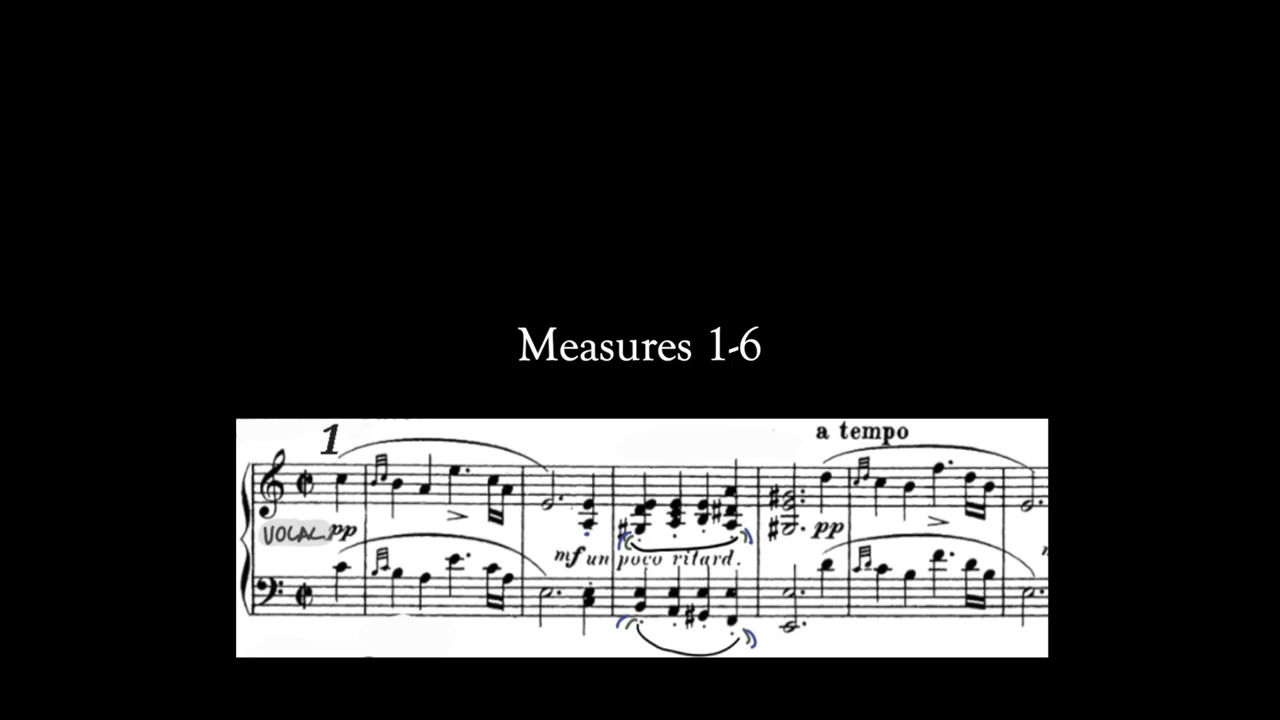 Measures 1-6
a tempo
1
VOCAL pp
mf un poco ritard.
pp